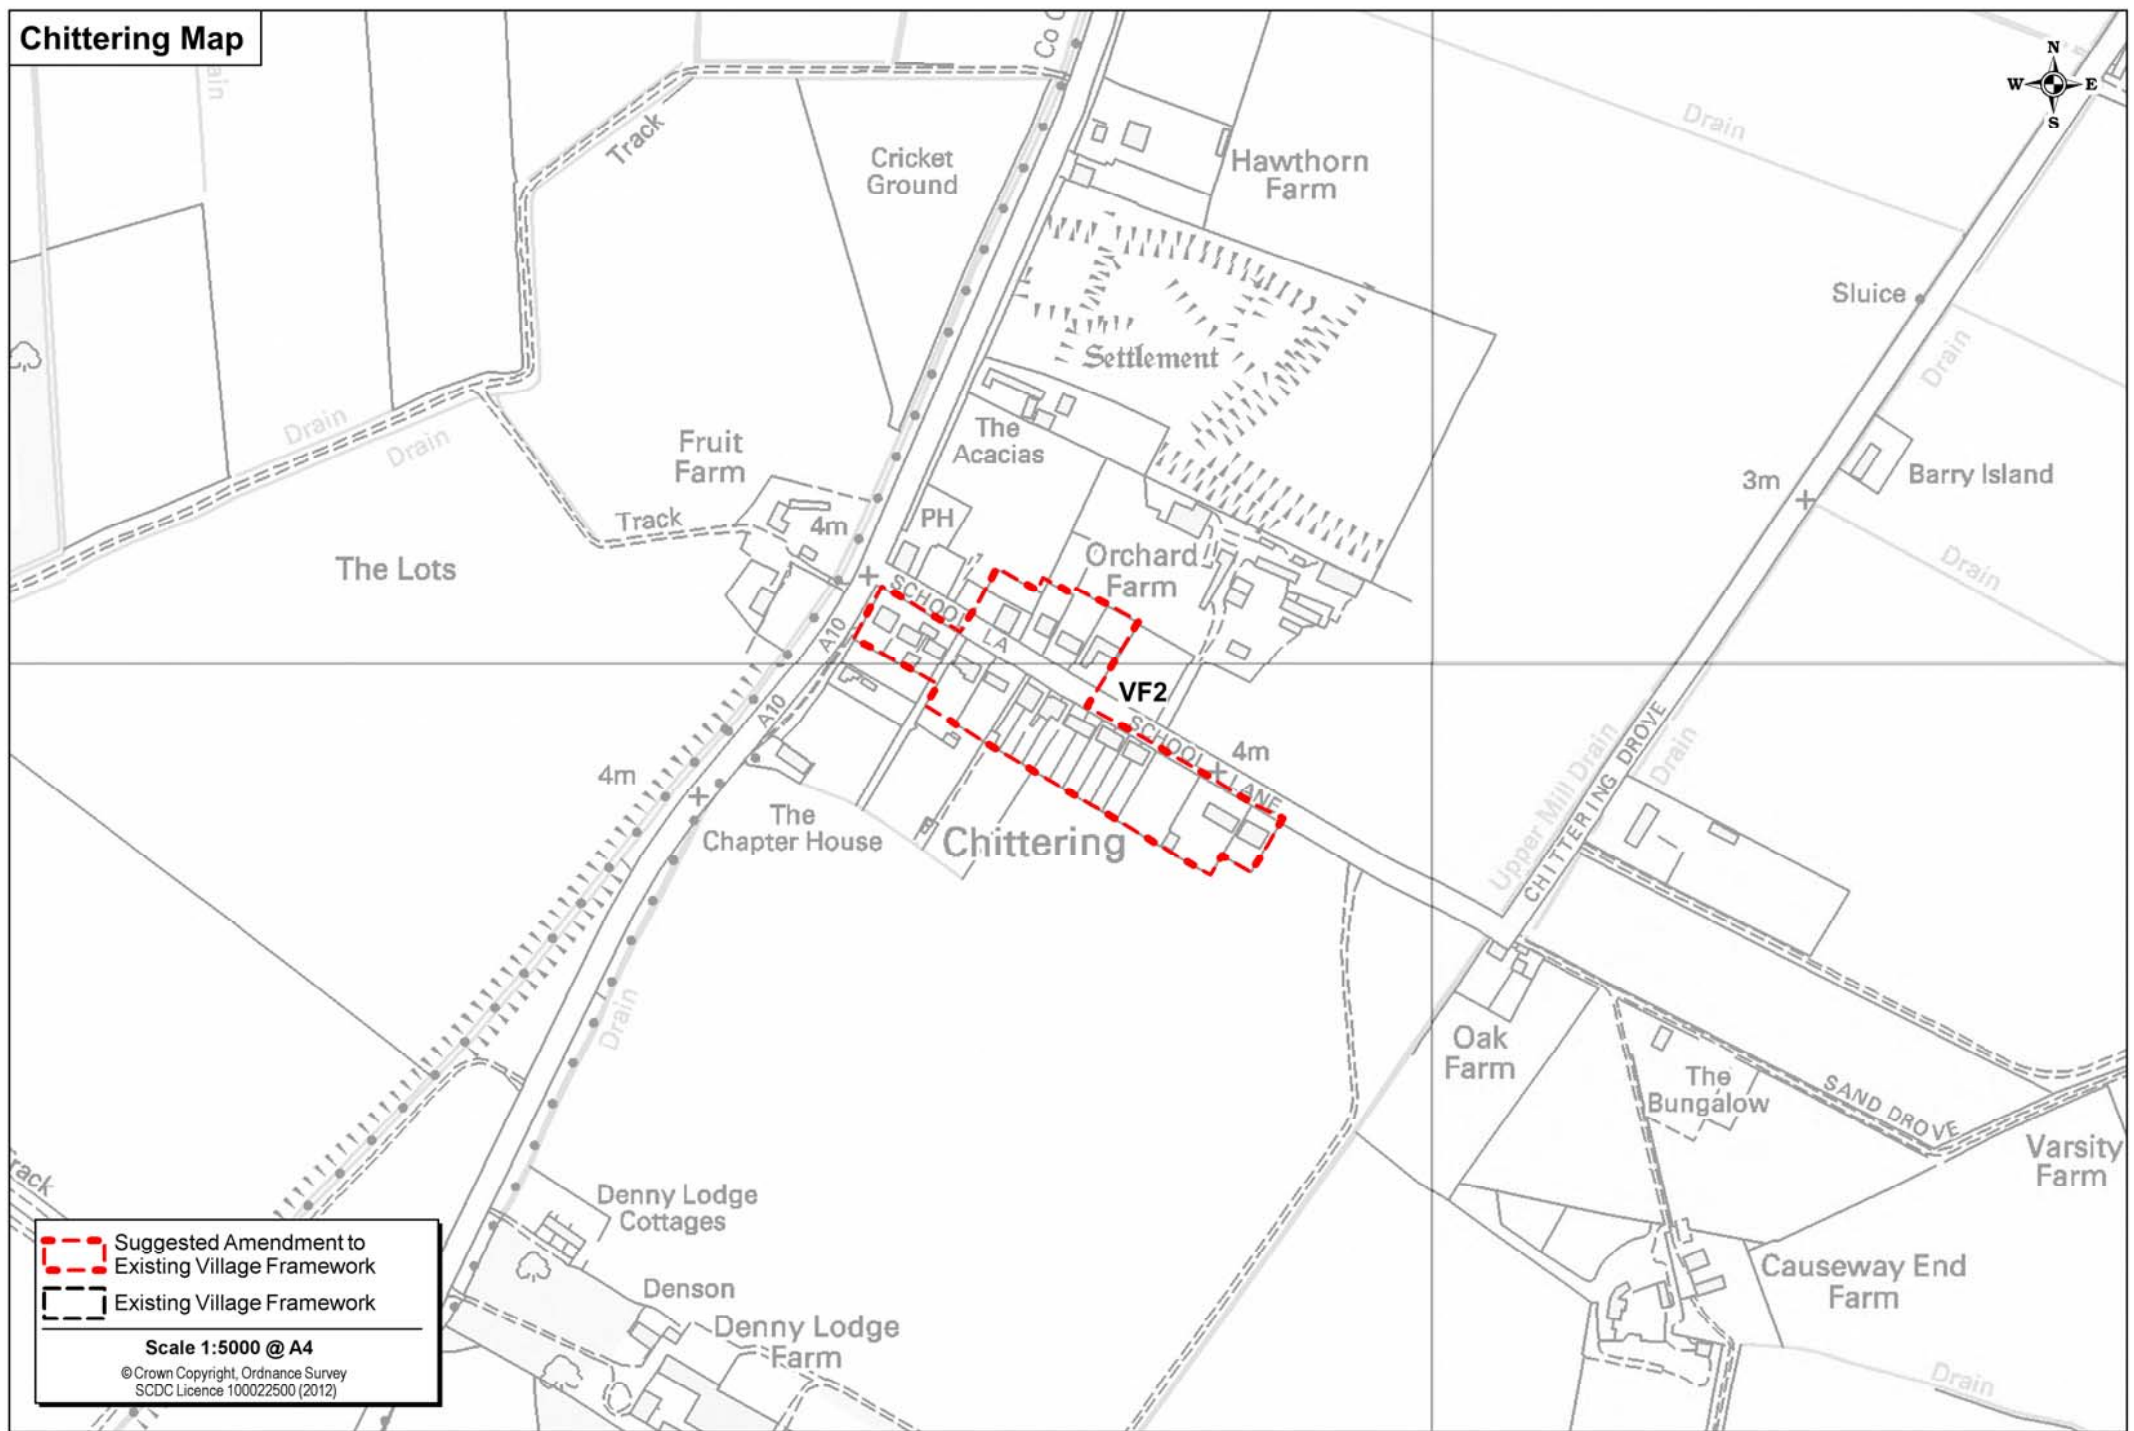 Chittering Map
N
W
E
S
Co
Drain
Track
Cricket
Ground
Hawthorn
Farm
Sluice
Settlement
Drain
Drain
Drain
Fruit
Farm
The
Acacias
3m
Barry Island
Track
4m
PH
Orchard
Farm
Drain
The Lots
SCHOOL
LA
A10
VF2
A10
SCHOOL
LANE
4m
4m
Upper Mill Drain
CHITTERING DROVE
Drain
The
Chapter House
Chittering
Drain
Oak
Farm
The
Bungalow
SAND DROVE
Varsity
Farm
rack
Denny Lodge
Cottages
Denson
Denny Lodge
Farm
Causeway End
Farm
Drain
Suggested Amendment to
Existing Village Framework
Existing Village Framework
Scale 1:5000 @ A4
© Crown Copyright, Ordnance Survey
SCDC Licence 100022500 (2012)